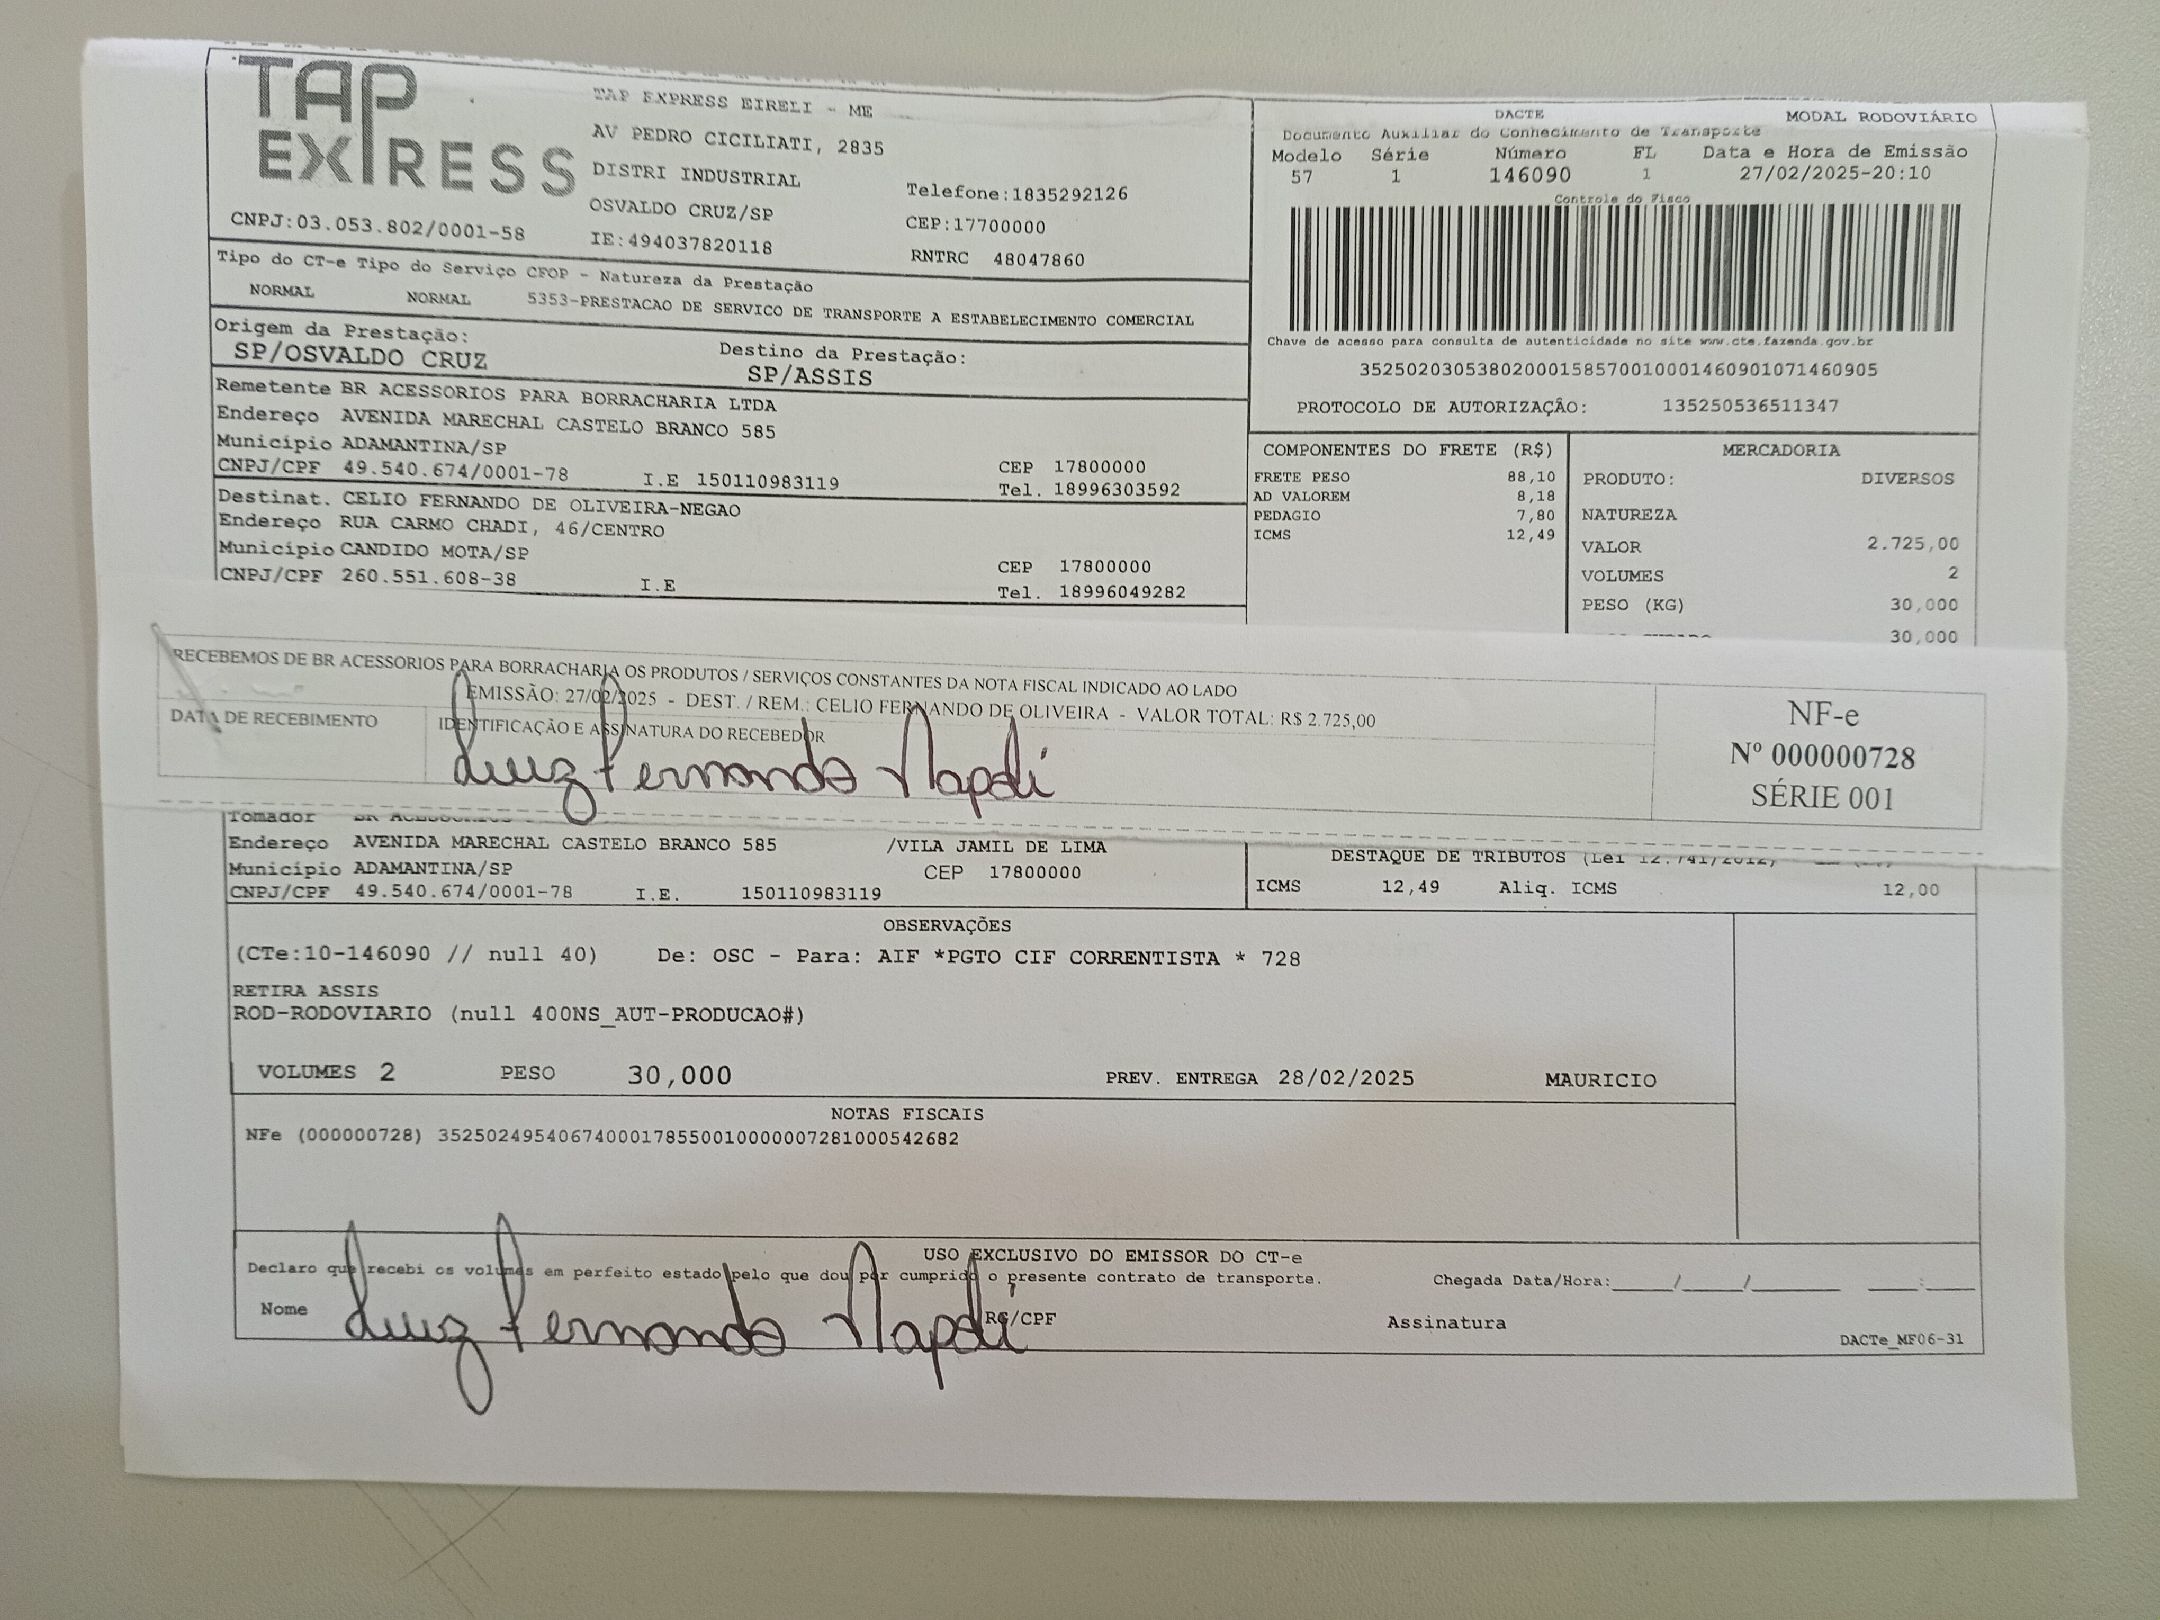 TAP EXPRESS
TAP EXPRESS EIRELI - ME
AV PEDRO CICILIATI, 2835
DISTRI INDUSTRIAL
OSVALDO CRUZ/SP
IE:494037820118
Telefone:1835292126
CEP:17700000
RNTRC 48047860
CNPJ:03.053.802/0001-58
DACTE MODAL RODOVIÁRIO
Documento Auxiliar do Conhecimento de Transporte
Modelo Série Número FL Data e Hora de Emissão
57 1 146090 1 27/02/2025-20:10
Controle do Fisco
Chave de acesso para consulta de autenticidade no site www.cte.fazenda.gov.br
35250203053802000158570010001460901071460905
PROTOCOLO DE AUTORIZAÇÃO: 135250536511347
Tipo do CT-e Tipo do Serviço CFOP - Natureza da Prestação
NORMAL NORMAL 5353-PRESTACAO DE SERVICO DE TRANSPORTE A ESTABELECIMENTO COMERCIAL
Origem da Prestação: Destino da Prestação:
SP/OSVALDO CRUZ SP/ASSIS
Remetente BR ACESSORIOS PARA BORRACHARIA LTDA
Endereço AVENIDA MARECHAL CASTELO BRANCO 585
Município ADAMANTINA/SP CEP 17800000
CNPJ/CPF 49.540.674/0001-78 I.E 150110983119 Tel. 18996303592
Destinat. CELIO FERNANDO DE OLIVEIRA-NEGAO
Endereço RUA CARMO CHADI, 46/CENTRO
Município CANDIDO MOTA/SP CEP 17800000
CNPJ/CPF 260.551.608-38 I.E Tel. 18996049282
COMPONENTES DO FRETE (R$)
FRETE PESO 88,10
AD VALOREM 8,18
PEDAGIO 7,80
ICMS 12,49
MERCADORIA
PRODUTO: DIVERSOS
NATUREZA
VALOR 2.725,00
VOLUMES 2
PESO (KG) 30,000
30,000
RECEBEMOS DE BR ACESSORIOS PARA BORRACHARIA OS PRODUTOS / SERVIÇOS CONSTANTES DA NOTA FISCAL INDICADO AO LADO
EMISSÃO: 27/02/2025 - DEST. / REM.: CELIO FERNANDO DE OLIVEIRA - VALOR TOTAL: R$ 2.725,00
DATA DE RECEBIMENTO IDENTIFICAÇÃO E ASSINATURA DO RECEBEDOR
Luiz Fernando Napoli
NF-e
Nº 000000728
SÉRIE 001
Tomador BR
Endereço AVENIDA MARECHAL CASTELO BRANCO 585 /VILA JAMIL DE LIMA
Município ADAMANTINA/SP CEP 17800000
CNPJ/CPF 49.540.674/0001-78 I.E. 150110983119
DESTAQUE DE TRIBUTOS (Lei 12.741/2012)
ICMS 12,49 Aliq. ICMS 12,00
OBSERVAÇÕES
(CTe:10-146090 // null 40) De: OSC - Para: AIF *PGTO CIF CORRENTISTA * 728
RETIRA ASSIS
ROD-RODOVIARIO (null 400NS_AUT-PRODUCAO#)
VOLUMES 2 PESO 30,000 PREV. ENTREGA 28/02/2025 MAURICIO
NOTAS FISCAIS
NFe (000000728) 35250249540674000178550010000007281000542682
USO EXCLUSIVO DO EMISSOR DO CT-e
Declaro que recebi os volumes em perfeito estado pelo que dou por cumprido o presente contrato de transporte. Chegada Data/Hora:____/____/______ ____:____
Nome Luiz Fernando Napoli RG/CPF Assinatura
DACTe_MF06-31